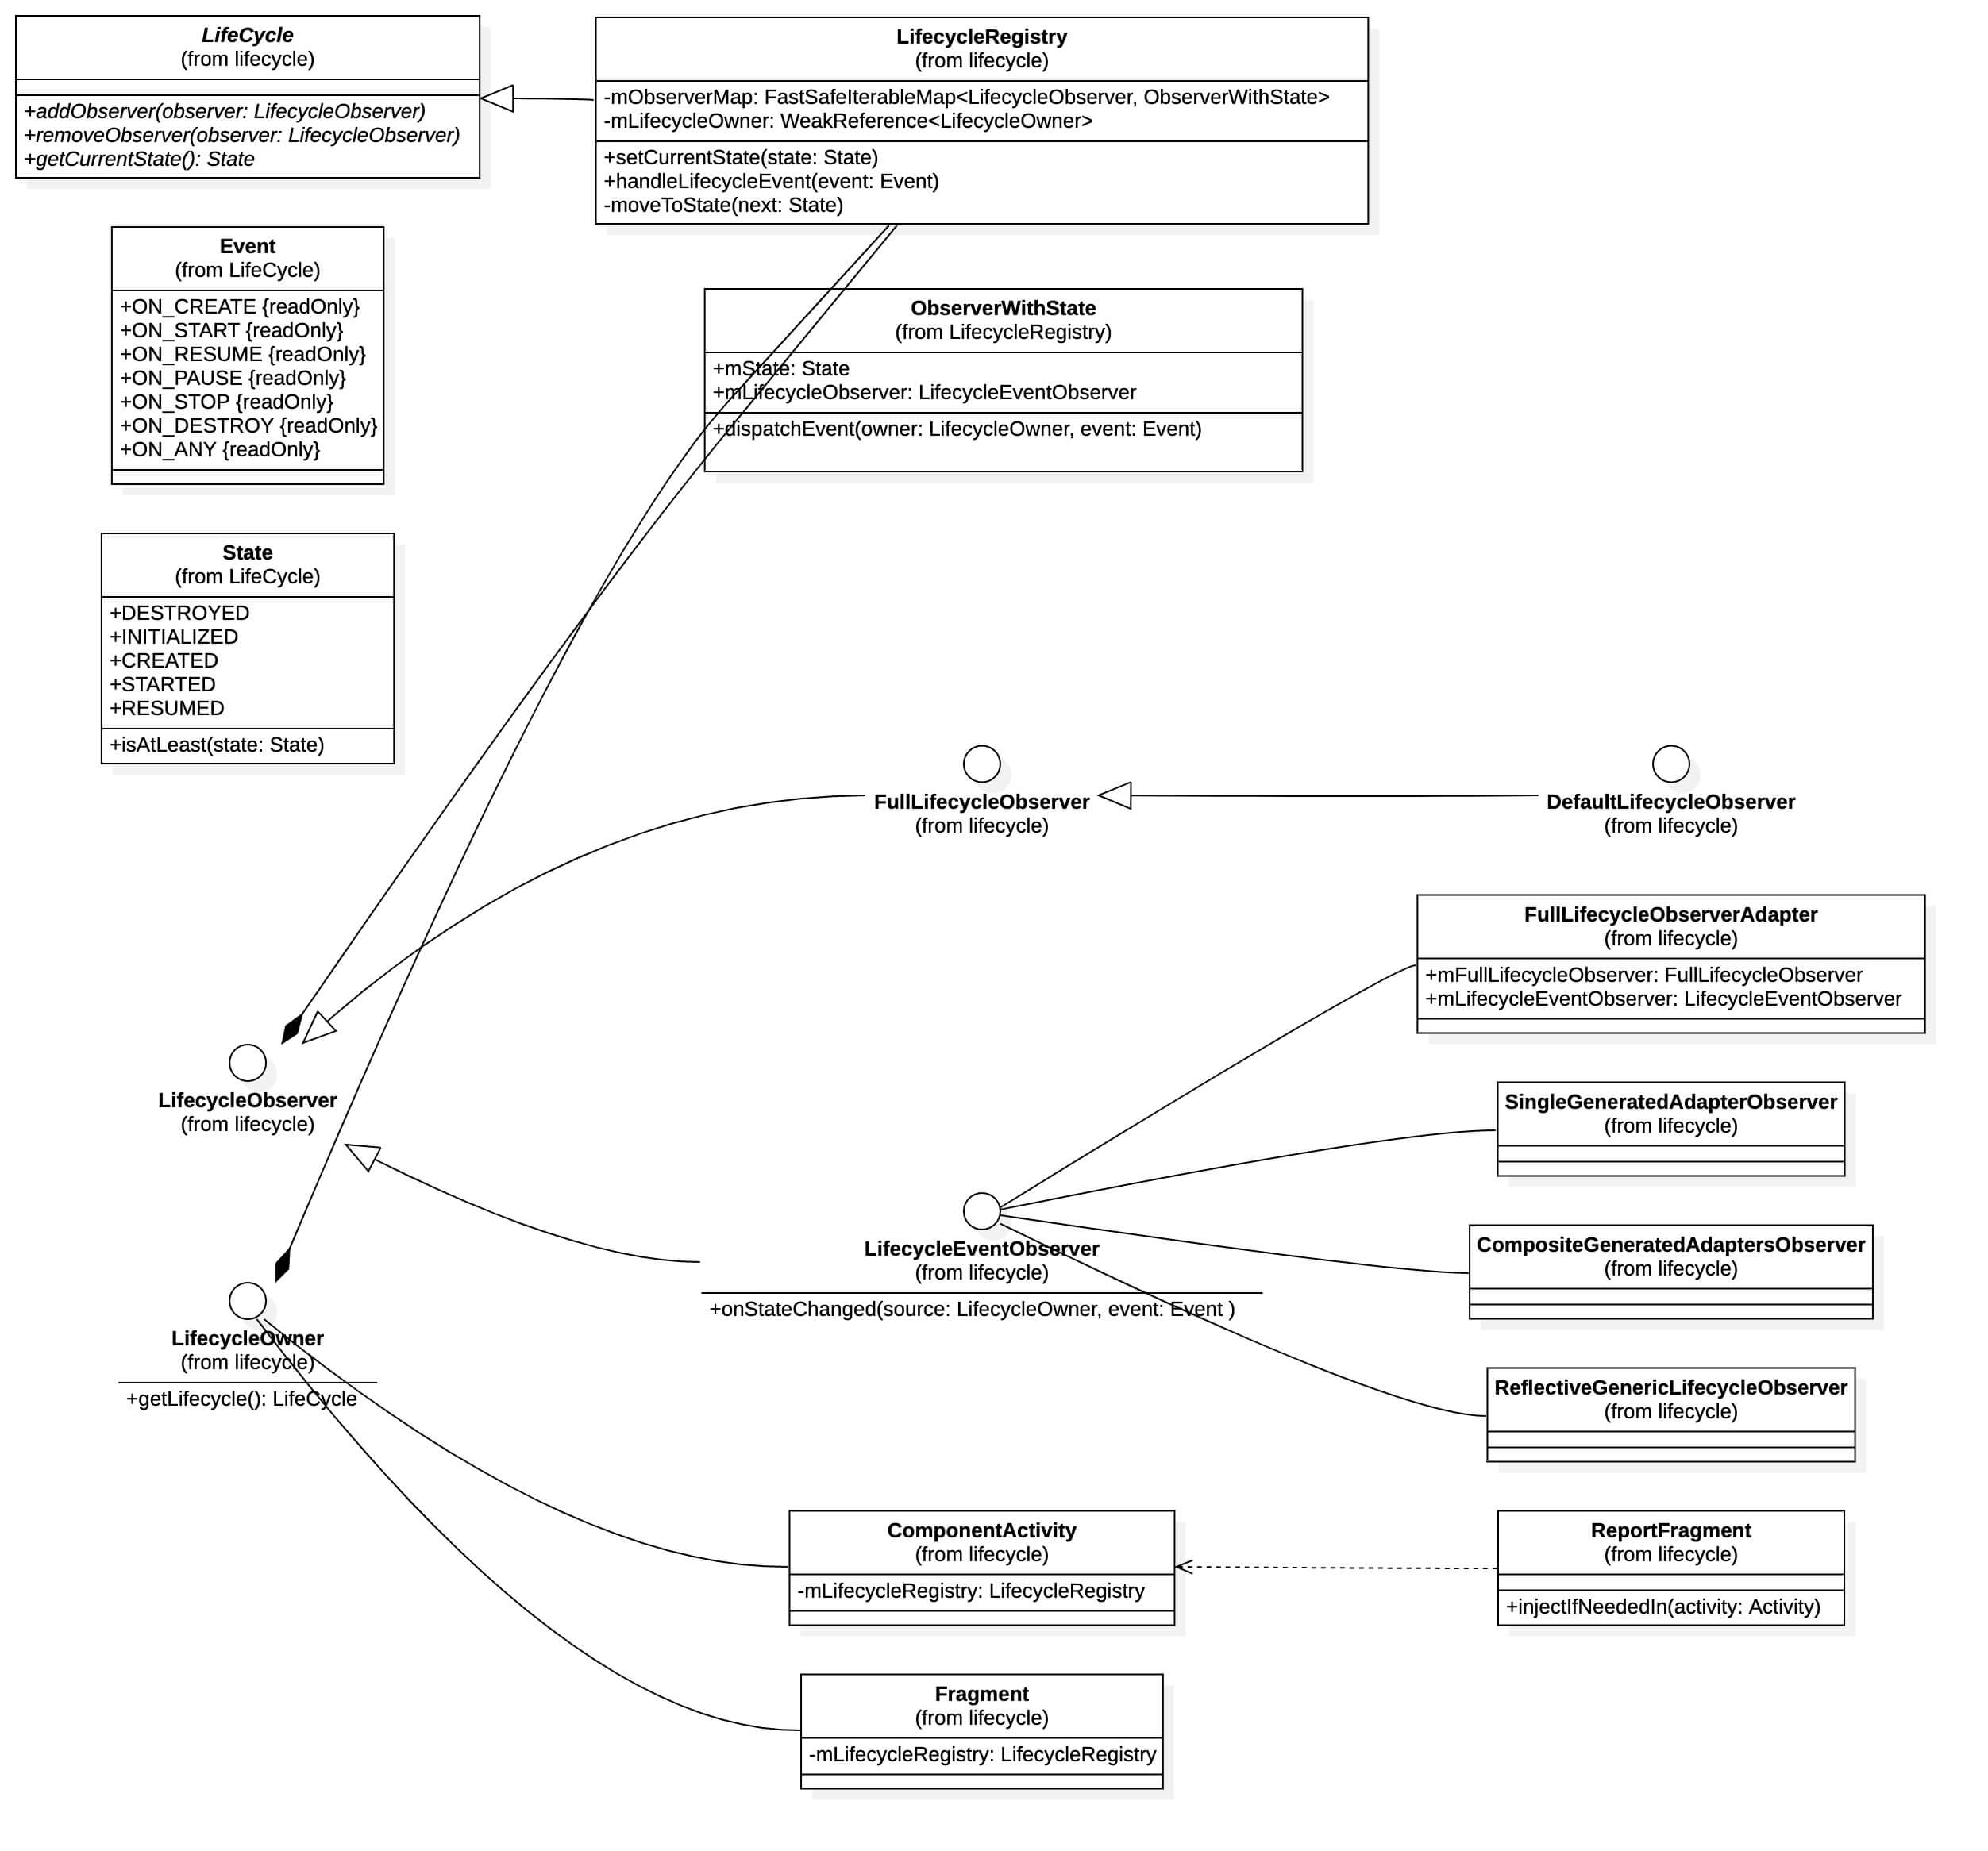 LifeCycle
(from lifecycle)
+addObserver(observer: LifecycleObserver)
+removeObserver(observer: LifecycleObserver)
+getCurrentState(): State
LifecycleRegistry
(from lifecycle)
-mObserverMap: FastSafeIterableMap<LifecycleObserver, ObserverWithState>
-mLifecycleOwner: WeakReference<LifecycleOwner>
+setCurrentState(state: State)
+handleLifecycleEvent(event: Event)
-moveToState(next: State)
Event
(from LifeCycle)
+ON_CREATE {readOnly}
+ON_START {readOnly}
+ON_RESUME {readOnly}
+ON_PAUSE {readOnly}
+ON_STOP {readOnly}
+ON_DESTROY {readOnly}
+ON_ANY {readOnly}
ObserverWithState
(from LifecycleRegistry)
+mState: State
+mLifecycleObserver: LifecycleEventObserver
+dispatchEvent(owner: LifecycleOwner, event: Event)
State
(from LifeCycle)
+DESTROYED
+INITIALIZED
+CREATED
+STARTED
+RESUMED
+isAtLeast(state: State)
FullLifecycleObserver
(from lifecycle)
DefaultLifecycleObserver
(from lifecycle)
FullLifecycleObserverAdapter
(from lifecycle)
+mFullLifecycleObserver: FullLifecycleObserver
+mLifecycleEventObserver: LifecycleEventObserver
LifecycleObserver
(from lifecycle)
SingleGeneratedAdapterObserver
(from lifecycle)
LifecycleEventObserver
(from lifecycle)
+onStateChanged(source: LifecycleOwner, event: Event )
CompositeGeneratedAdaptersObserver
(from lifecycle)
LifecycleOwner
(from lifecycle)
+getLifecycle(): LifeCycle
ReflectiveGenericLifecycleObserver
(from lifecycle)
ComponentActivity
(from lifecycle)
-mLifecycleRegistry: LifecycleRegistry
ReportFragment
(from lifecycle)
+injectIfNeededIn(activity: Activity)
Fragment
(from lifecycle)
-mLifecycleRegistry: LifecycleRegistry